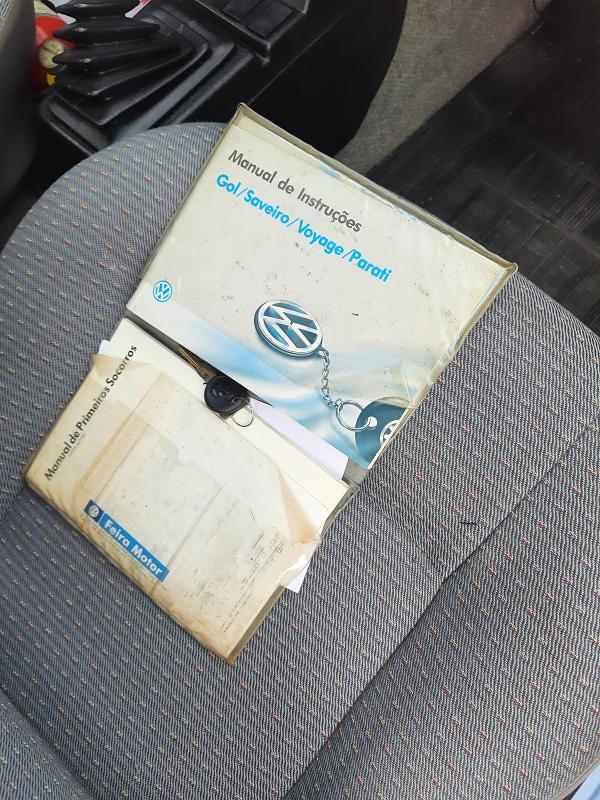 Manual de Instruções
Gol/Saveiro/Voyage/Parati
Manual de Primeiros Socorros
Feira Motor